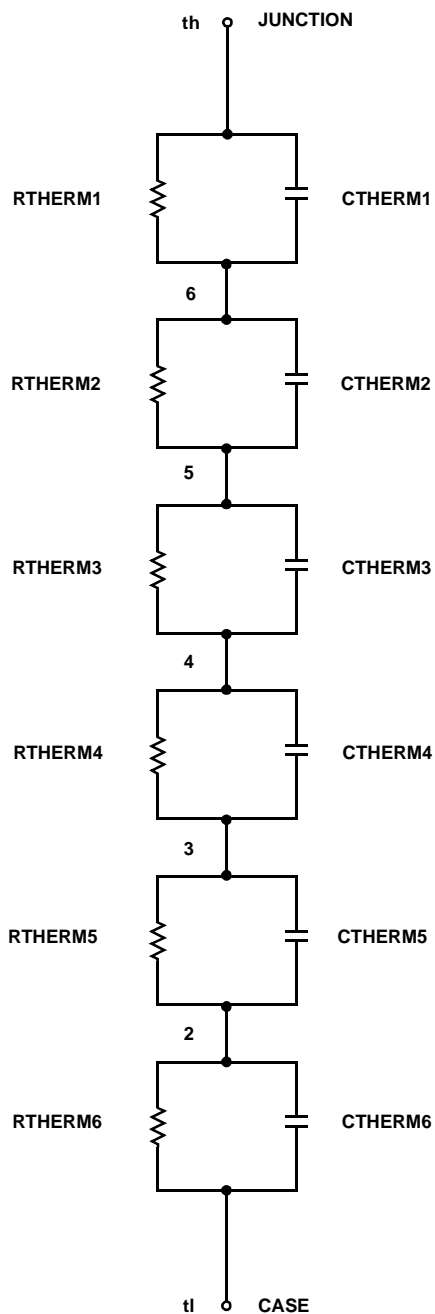 th JUNCTION
RTHERM1 CTHERM1
6
RTHERM2 CTHERM2
5
RTHERM3 CTHERM3
4
RTHERM4 CTHERM4
3
RTHERM5 CTHERM5
2
RTHERM6 CTHERM6
tl CASE